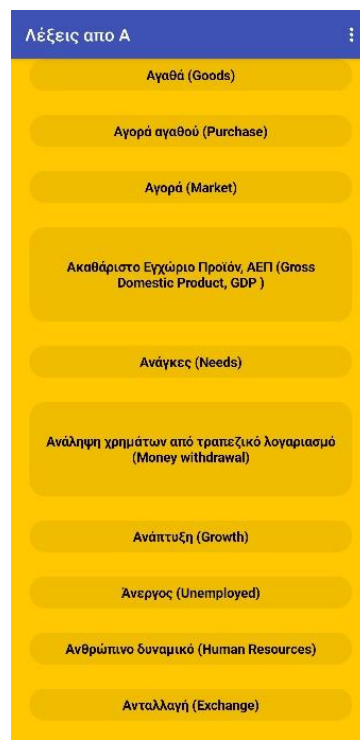 Λέξεις απο Α
Αγαθά (Goods)
Αγορά αγαθού (Purchase)
Αγορά (Market)
Ακαθάριστο Εγχώριο Προϊόν, ΑΕΠ (Gross
Domestic Product, GDP )
Ανάγκες (Needs)
Ανάληψη χρημάτων από τραπεζικό λογαριασμό
(Money withdrawal)
Ανάπτυξη (Growth)
Άνεργος (Unemployed)
Ανθρώπινο δυναμικό (Human Resources)
Ανταλλαγή (Exchange)